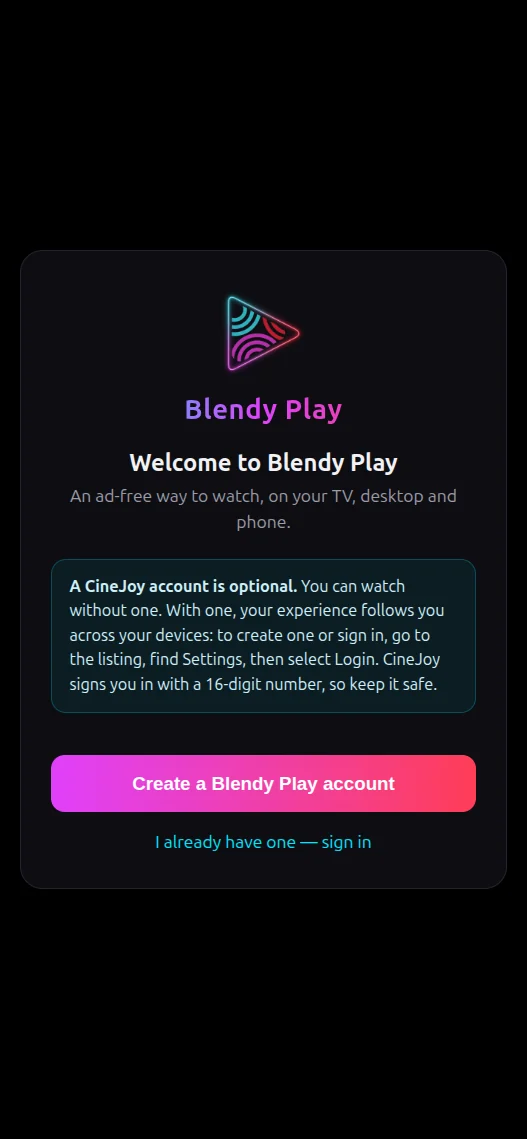 Blendy Play
Welcome to Blendy Play
An ad-free way to watch, on your TV, desktop and
phone.
A CineJoy account is optional. You can watch
without one. With one, your experience follows you
across your devices: to create one or sign in, go to
the listing, find Settings, then select Login. CineJoy
signs you in with a 16-digit number, so keep it safe.
Create a Blendy Play account
I already have one — sign in